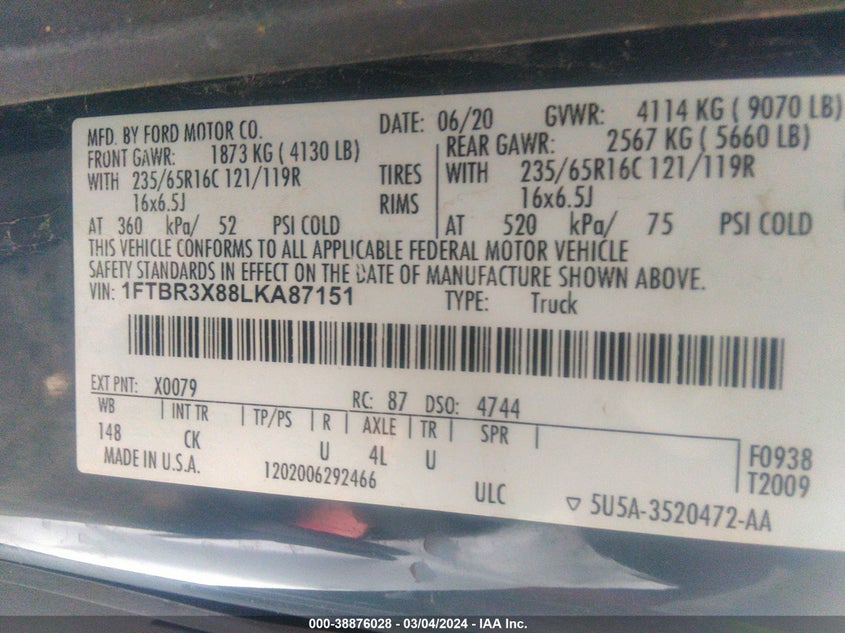 MFD. BY FORD MOTOR CO. DATE: 06/20 GVWR: 4114 KG ( 9070 LB)
FRONT GAWR: 1873 KG ( 4130 LB) REAR GAWR: 2567 KG ( 5660 LB)
WITH 235/65R16C 121/119R TIRES WITH 235/65R16C 121/119R
16x6.5J RIMS 16x6.5J
AT 360 kPa/ 52 PSI COLD AT 520 kPa/ 75 PSI COLD
THIS VEHICLE CONFORMS TO ALL APPLICABLE FEDERAL MOTOR VEHICLE
SAFETY STANDARDS IN EFFECT ON THE DATE OF MANUFACTURE SHOWN ABOVE.
VIN: 1FTBR3X88LKA87151 TYPE: Truck
EXT PNT: X0079 RC: 87 DSO: 4744
WB INT TR TP/PS R AXLE TR SPR
148 CK U 4L U F0938
MADE IN U.S.A. 1202006292466 T2009
ULC ▽ 5U5A-3520472-AA
000-38876028 - 03/04/2024 - IAA Inc.